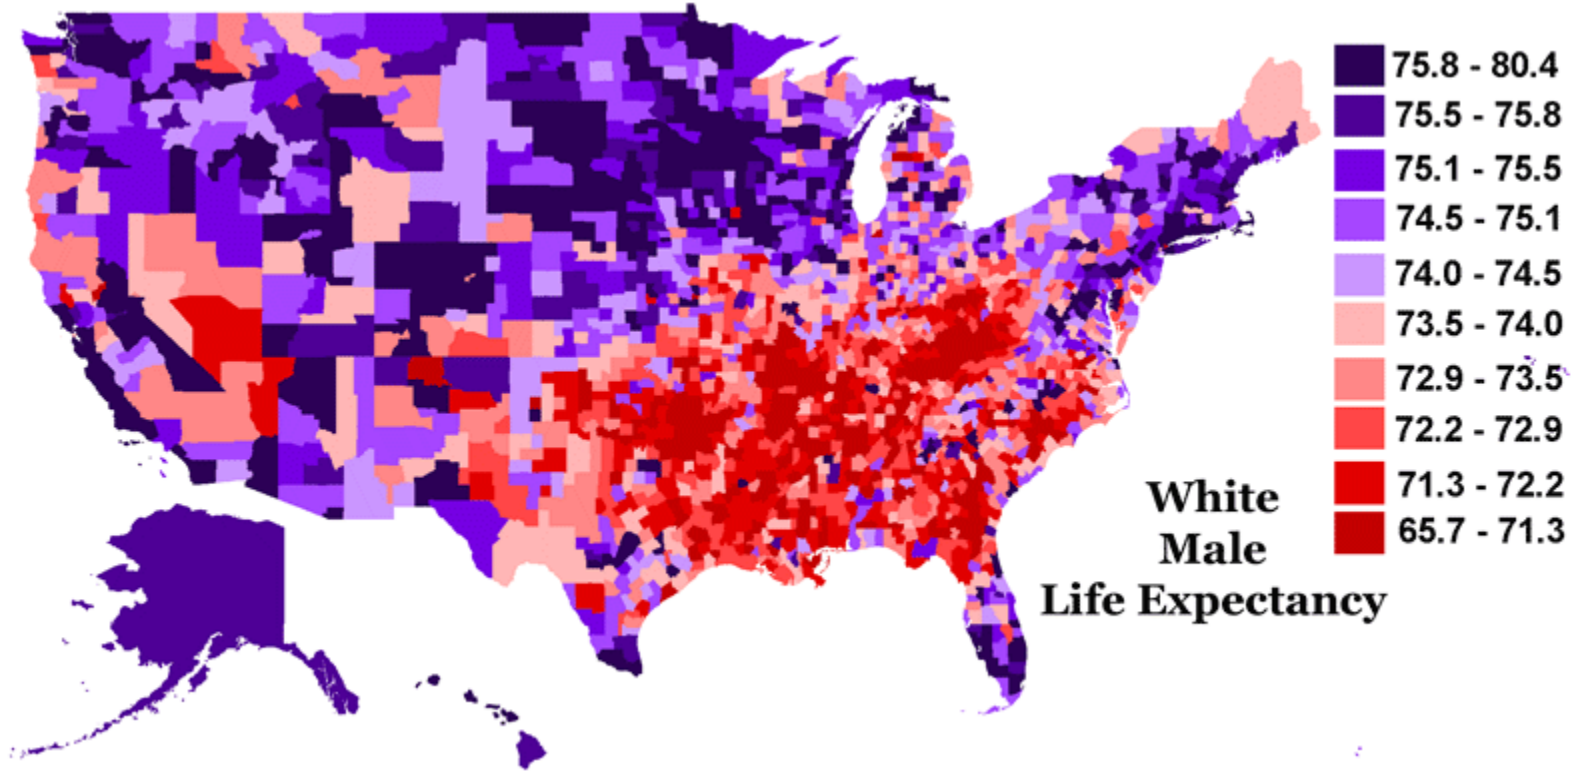 75.8 - 80.4
75.5 - 75.8
75.1 - 75.5
74.5 - 75.1
74.0 - 74.5
73.5 - 74.0
72.9 - 73.5
72.2 - 72.9
71.3 - 72.2
65.7 - 71.3
White
Male
Life Expectancy